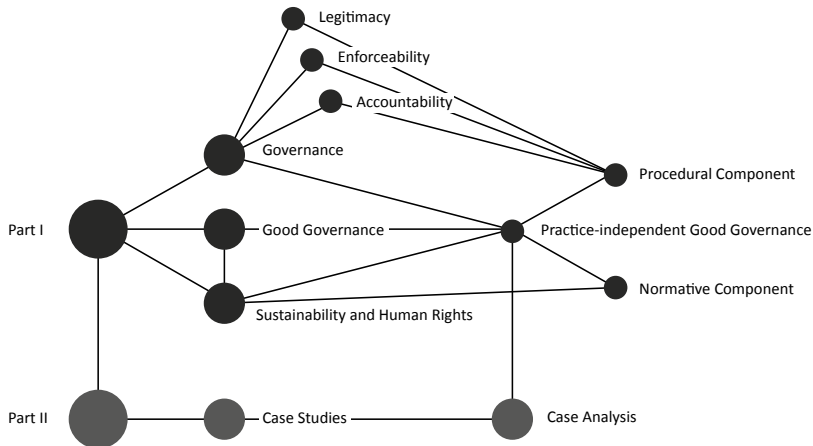 Legitimacy
Enforceability
Accountability
Governance
Procedural Component
Part I
Good Governance
Practice-independent Good Governance
Normative Component
Sustainability and Human Rights
Part II
Case Studies
Case Analysis